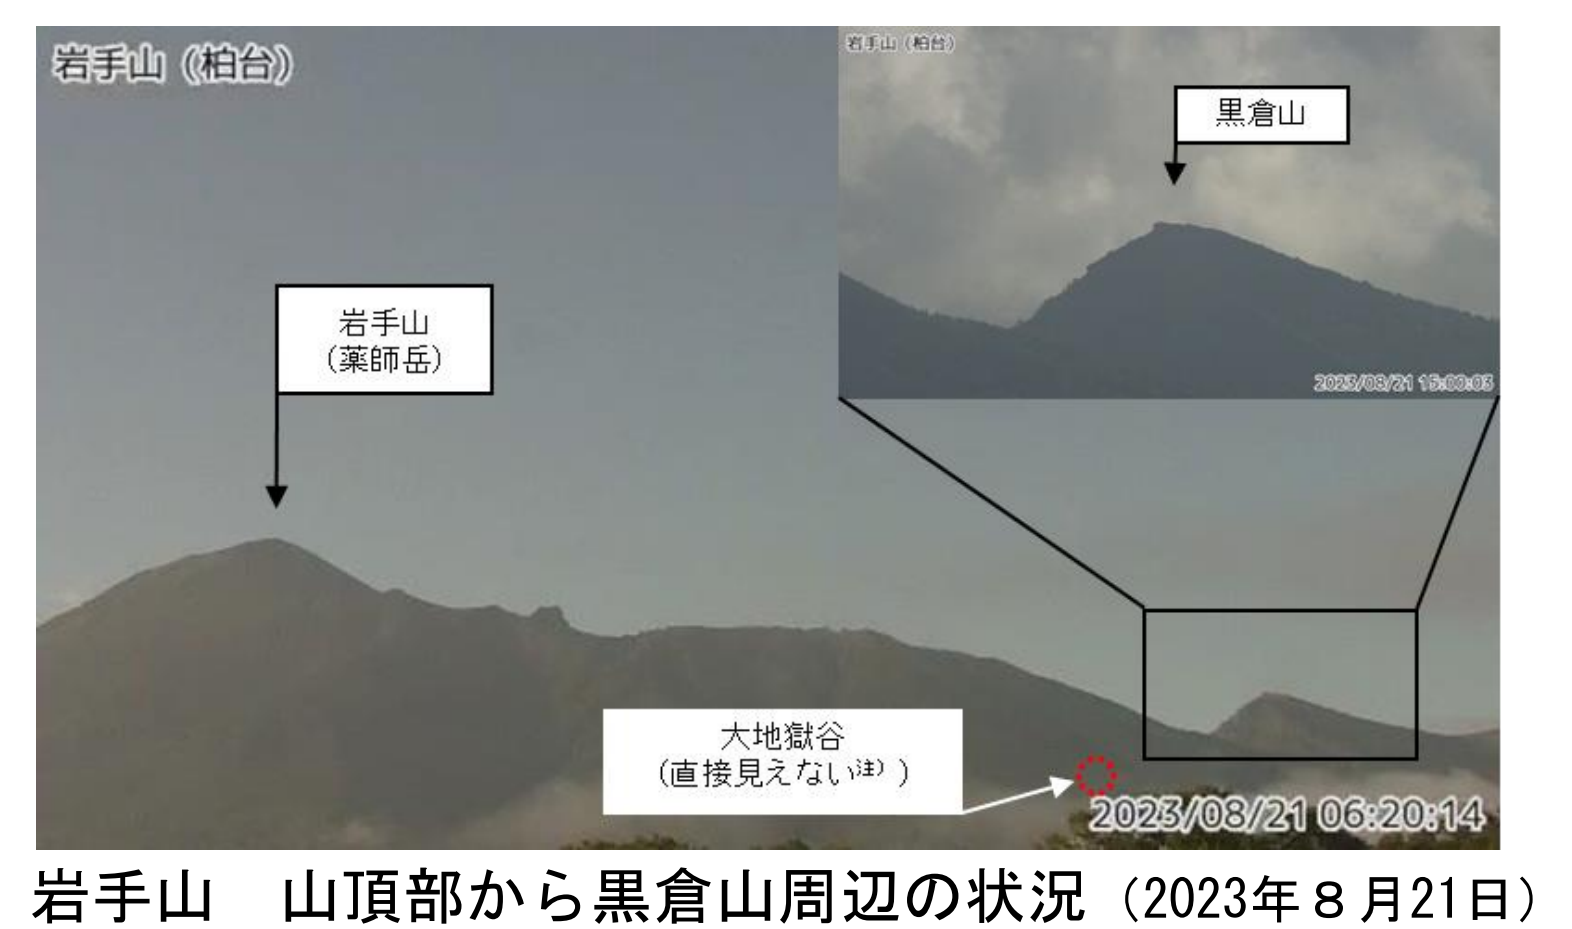 岩手山（柏台）
岩手山（柏台）
黒倉山
岩手山
（薬師岳）
2023/08/21 15:00:03
大地獄谷
（直接見えない注））
2023/08/21 06:20:14
岩手山　山頂部から黒倉山周辺の状況（2023年８月21日）